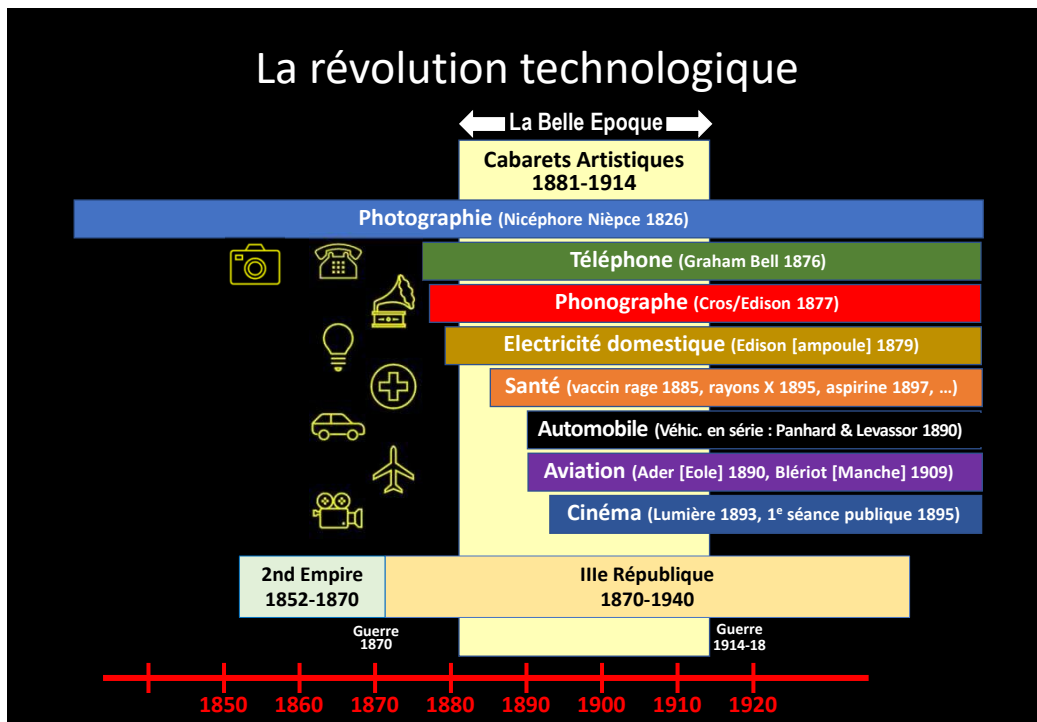 La révolution technologique
La Belle Epoque
Cabarets Artistiques
1881-1914
Photographie (Nicéphore Nièpce 1826)
Téléphone (Graham Bell 1876)
Phonographe (Cros/Edison 1877)
Electricité domestique (Edison [ampoule] 1879)
Santé (vaccin rage 1885, rayons X 1895, aspirine 1897, …)
Automobile (Véhic. en série : Panhard & Levassor 1890)
Aviation (Ader [Eole] 1890, Blériot [Manche] 1909)
Cinéma (Lumière 1893, 1e séance publique 1895)
2nd Empire
1852-1870
IIIe République
1870-1940
Guerre
1870
Guerre
1914-18
1850 1860 1870 1880 1890 1900 1910 1920